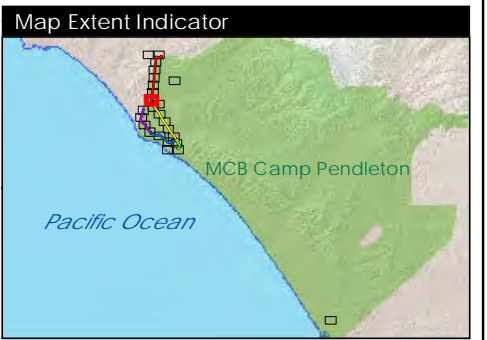 Map Extent Indicator
MCB Camp Pendleton
Pacific Ocean